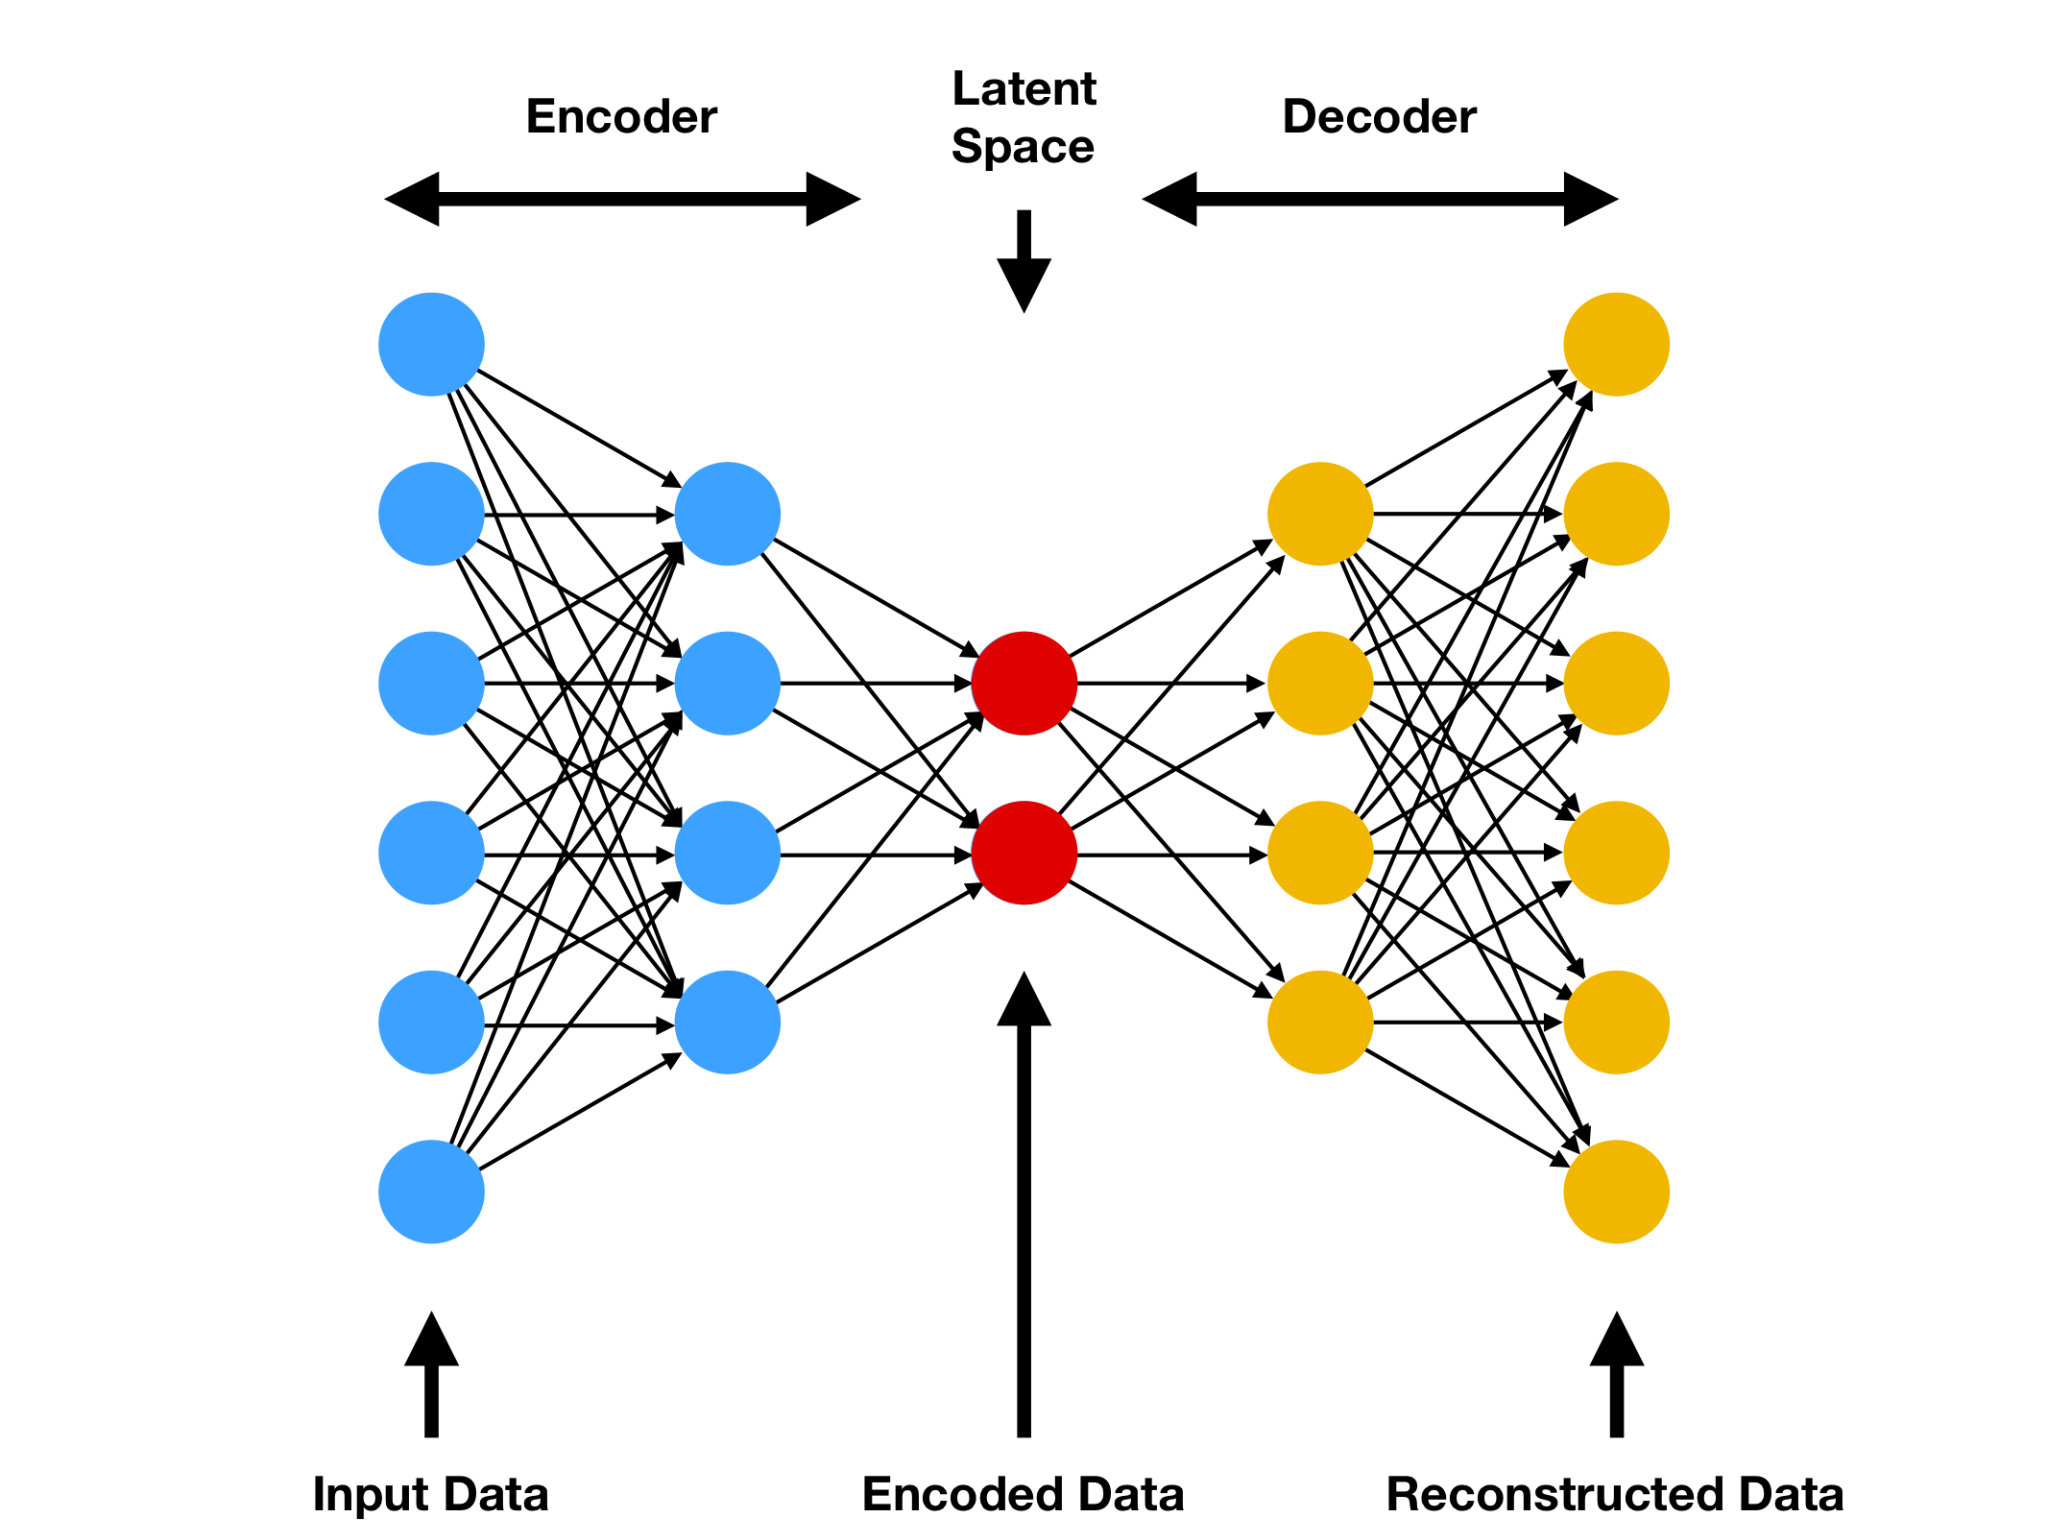 Encoder
Latent
Space
Decoder
Input Data
Encoded Data
Reconstructed Data